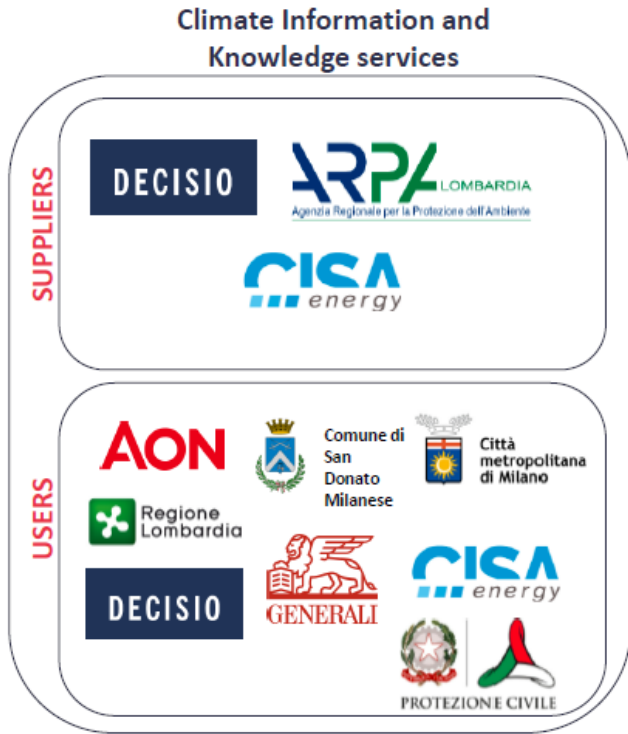 Climate Information and
Knowledge services
SUPPLIERS
DECISIO
ARPA LOMBARDIA
Agenzia Regionale per la Protezione dell'Ambiente
CISA
energy
USERS
AON
Comune di
San
Donato
Milanese
Città
metropolitana
di Milano
Regione
Lombardia
DECISIO
GENERALI
CISA
energy
PROTEZIONE CIVILE